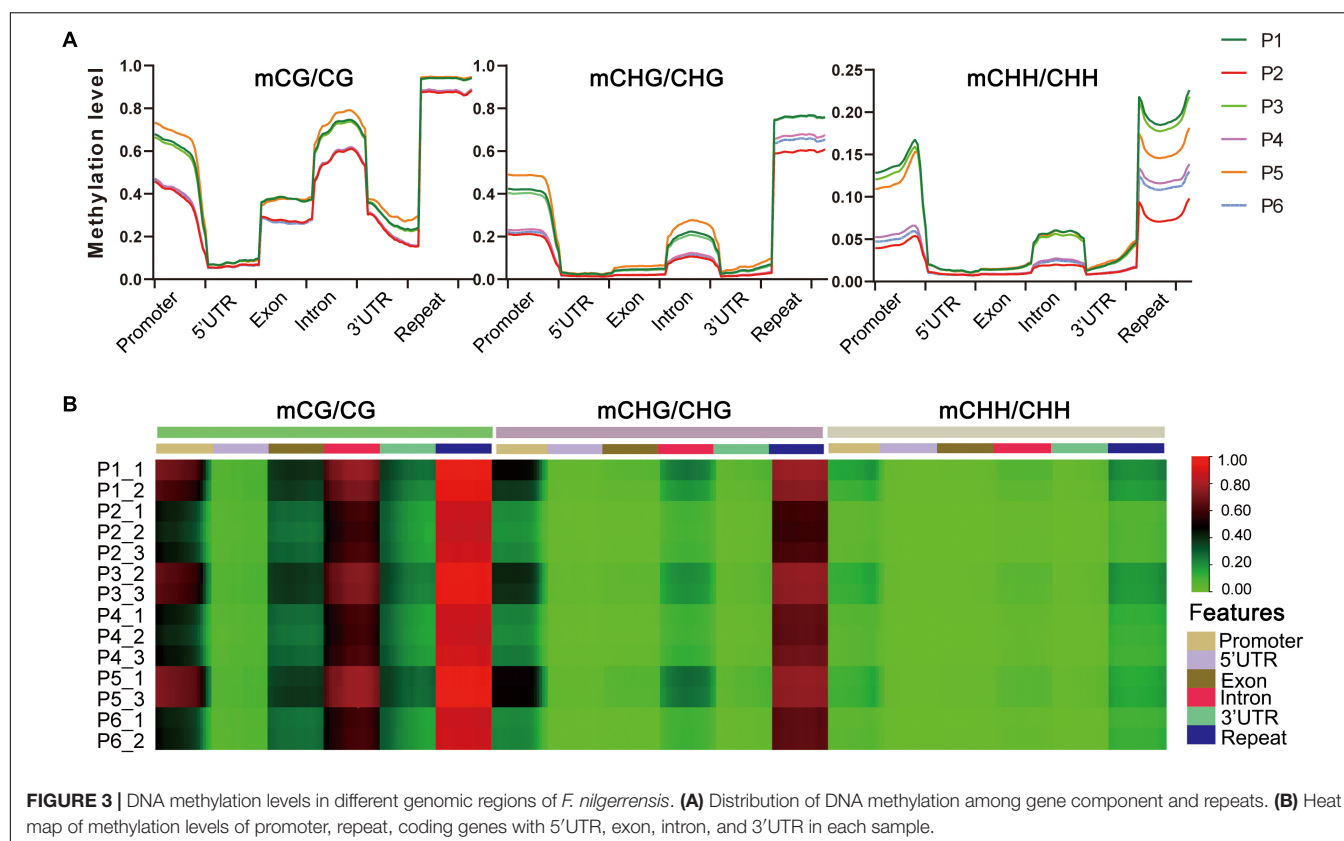 A
mCG/CG
mCHG/CHG
mCHH/CHH
Methylation level
1.0
0.8
0.6
0.4
0.2
0.0
Promoter
5'UTR
Exon
Intron
3'UTR
Repeat
1.0
0.8
0.6
0.4
0.2
0.0
Promoter
5'UTR
Exon
Intron
3'UTR
Repeat
0.25
0.20
0.15
0.10
0.05
0.00
Promoter
5'UTR
Exon
Intron
3'UTR
Repeat
P1
P2
P3
P4
P5
P6
B
mCG/CG
mCHG/CHG
mCHH/CHH
P1_1
P1_2
P2_1
P2_2
P2_3
P3_2
P3_3
P4_1
P4_2
P4_3
P5_1
P5_3
P6_1
P6_2
1.00
0.80
0.60
0.40
0.20
0.00
Features
Promoter
5'UTR
Exon
Intron
3'UTR
Repeat
FIGURE 3 | DNA methylation levels in different genomic regions of F. nilgerrensis. (A) Distribution of DNA methylation among gene component and repeats. (B) Heat
map of methylation levels of promoter, repeat, coding genes with 5′UTR, exon, intron, and 3′UTR in each sample.